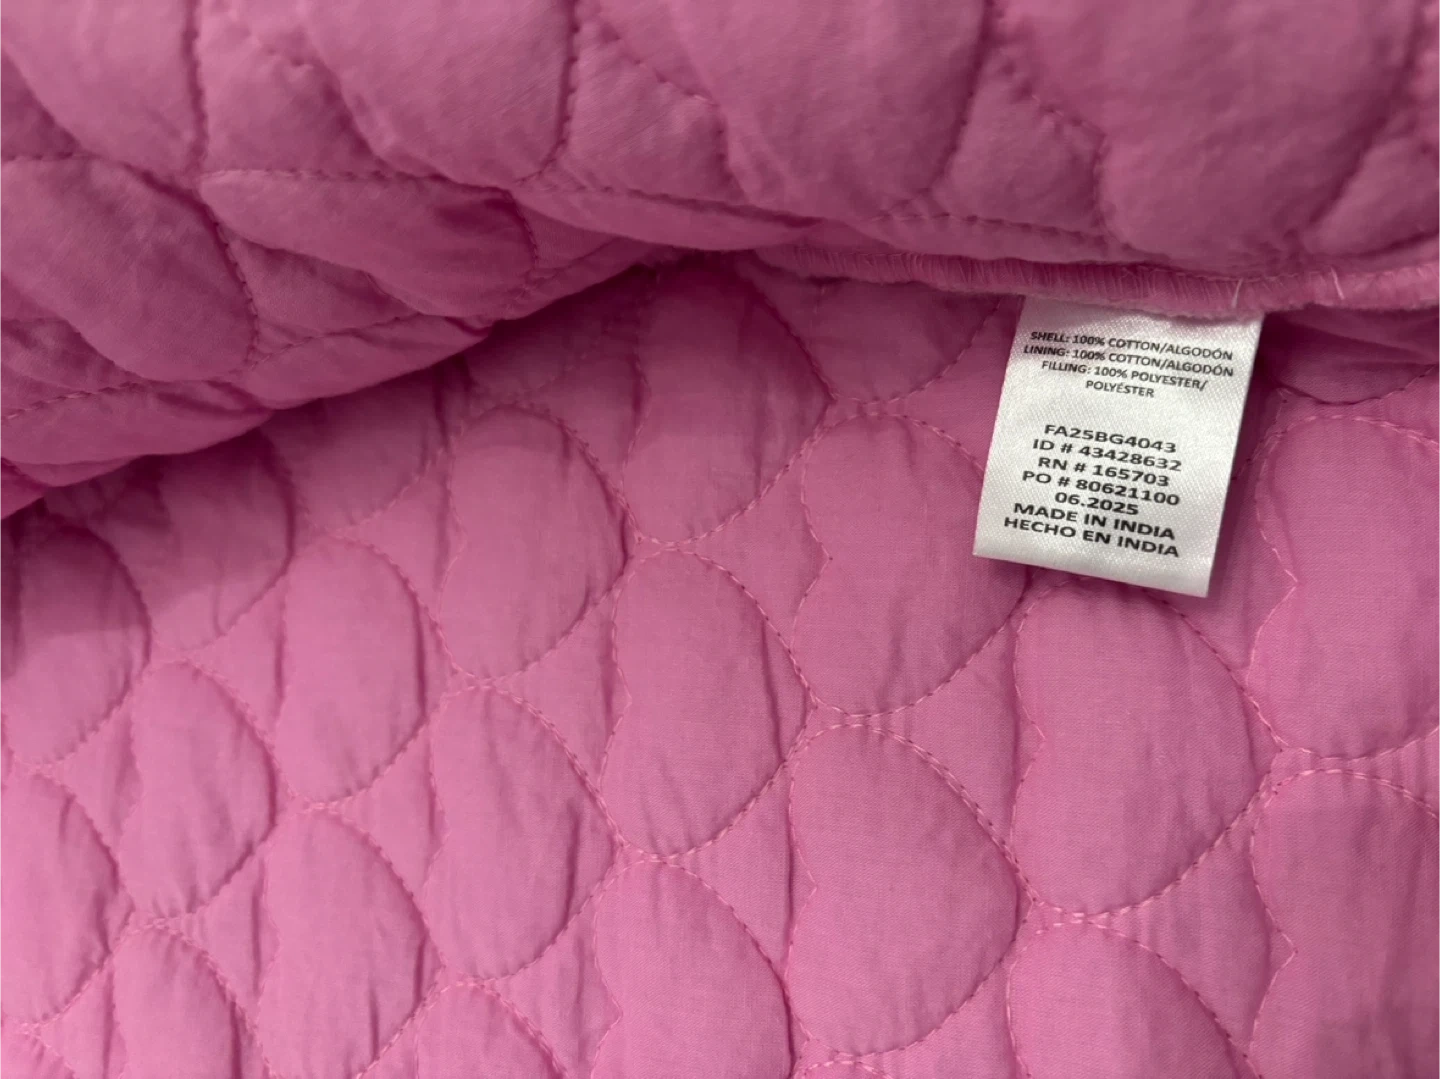 SHELL: 100% COTTON/ALGODÓN
LINING: 100% COTTON/ALGODÓN
FILLING: 100% POLYESTER/
POLYÉSTER
FA25BG4043
ID # 43428632
RN # 165703
PO # 80621100
06.2025
MADE IN INDIA
HECHO EN INDIA